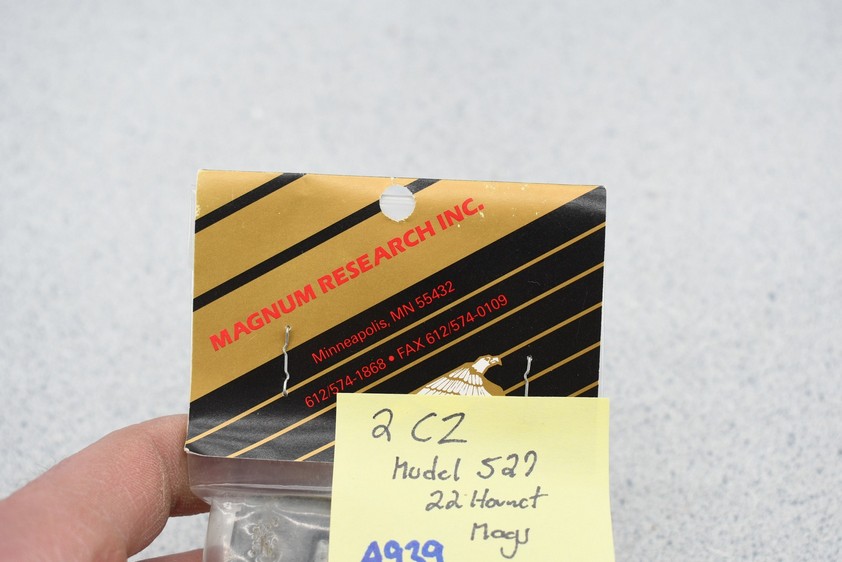 MAGNUM RESEARCH INC.
Minneapolis, MN 55432
612/574-1868 • FAX 612/574-0109
2 CZ
Model 527
22 Hornet
Mags
A939